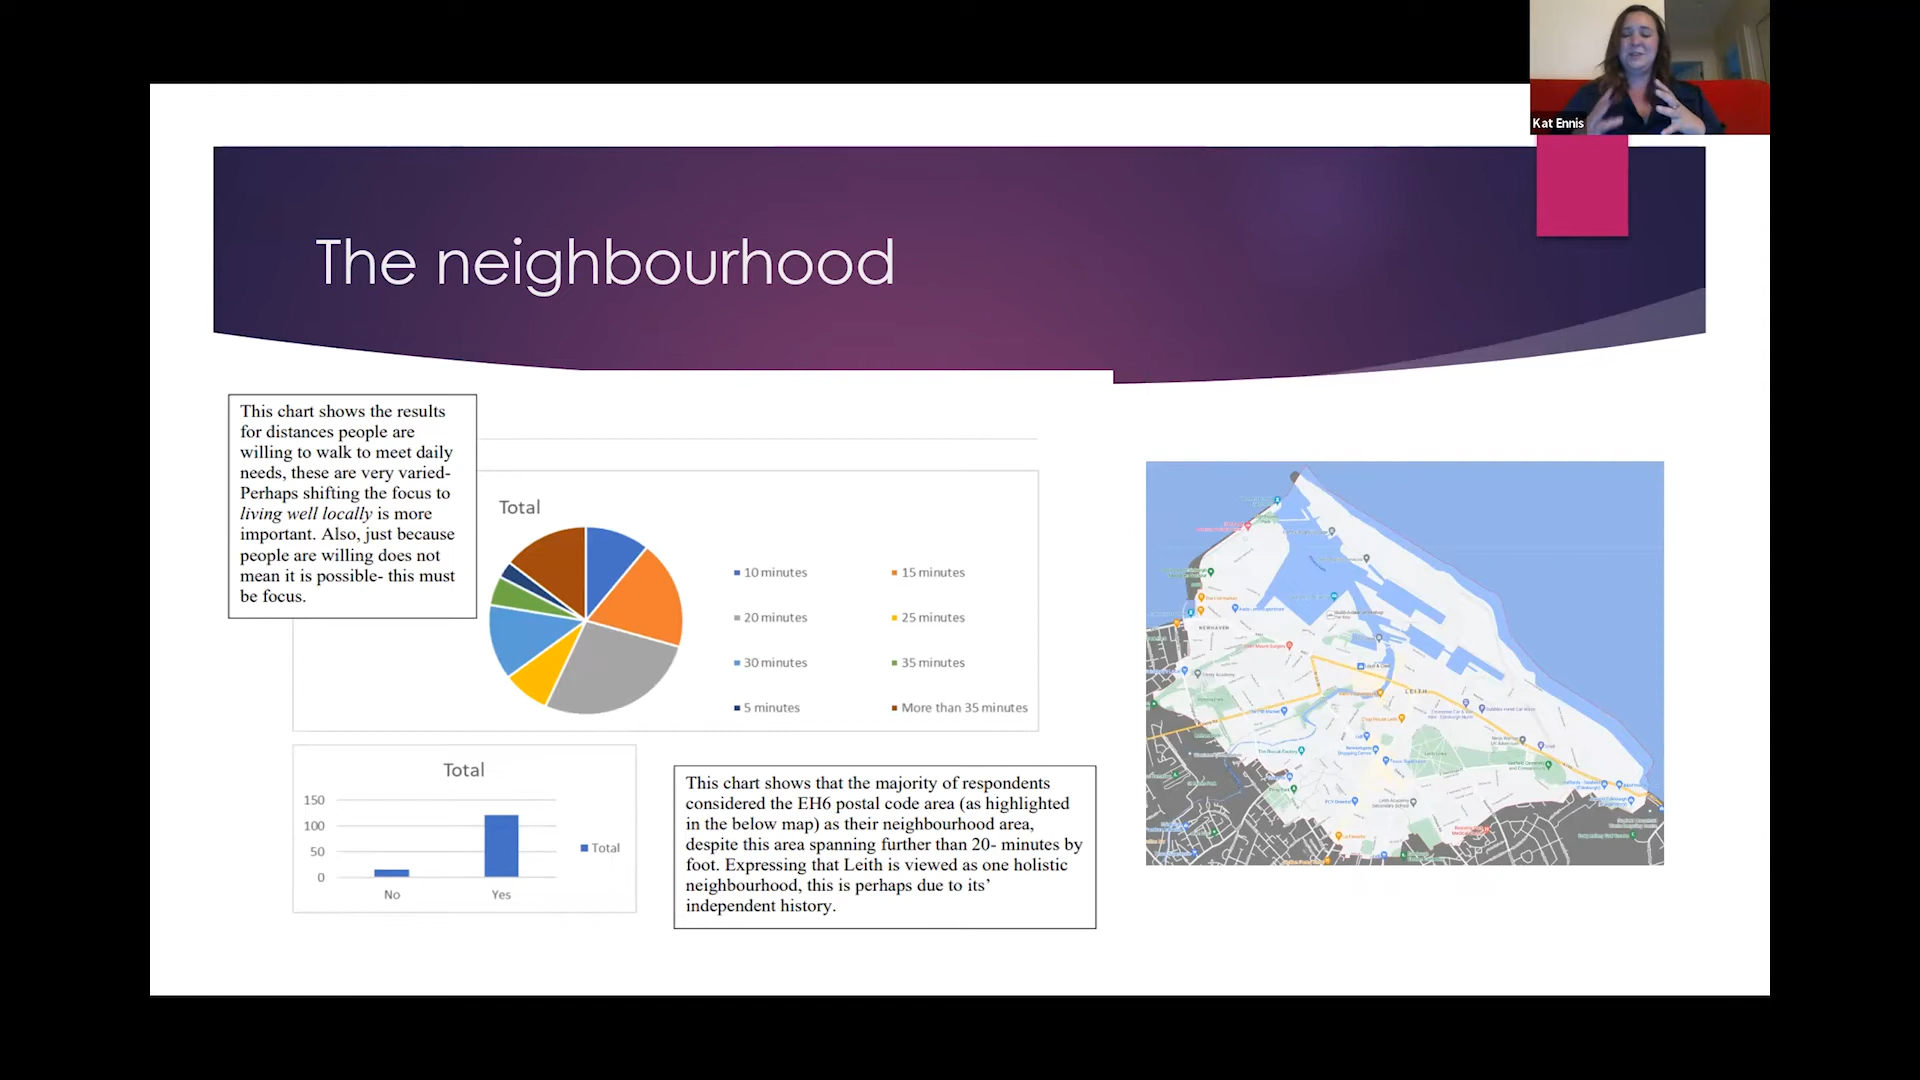 Kat Ennis
The neighbourhood
This chart shows the results
for distances people are
willing to walk to meet daily
needs, these are very varied-
Perhaps shifting the focus to
living well locally is more
important. Also, just because
people are willing does not
mean it is possible- this must
be focus.
Total
10 minutes
15 minutes
20 minutes
25 minutes
30 minutes
35 minutes
5 minutes
More than 35 minutes
Total
150
100
50
0
No
Yes
Total
This chart shows that the majority of respondents
considered the EH6 postal code area (as highlighted
in the below map) as their neighbourhood area,
despite this area spanning further than 20- minutes by
foot. Expressing that Leith is viewed as one holistic
neighbourhood, this is perhaps due to its’
independent history.
NEWHAVEN
LEITH